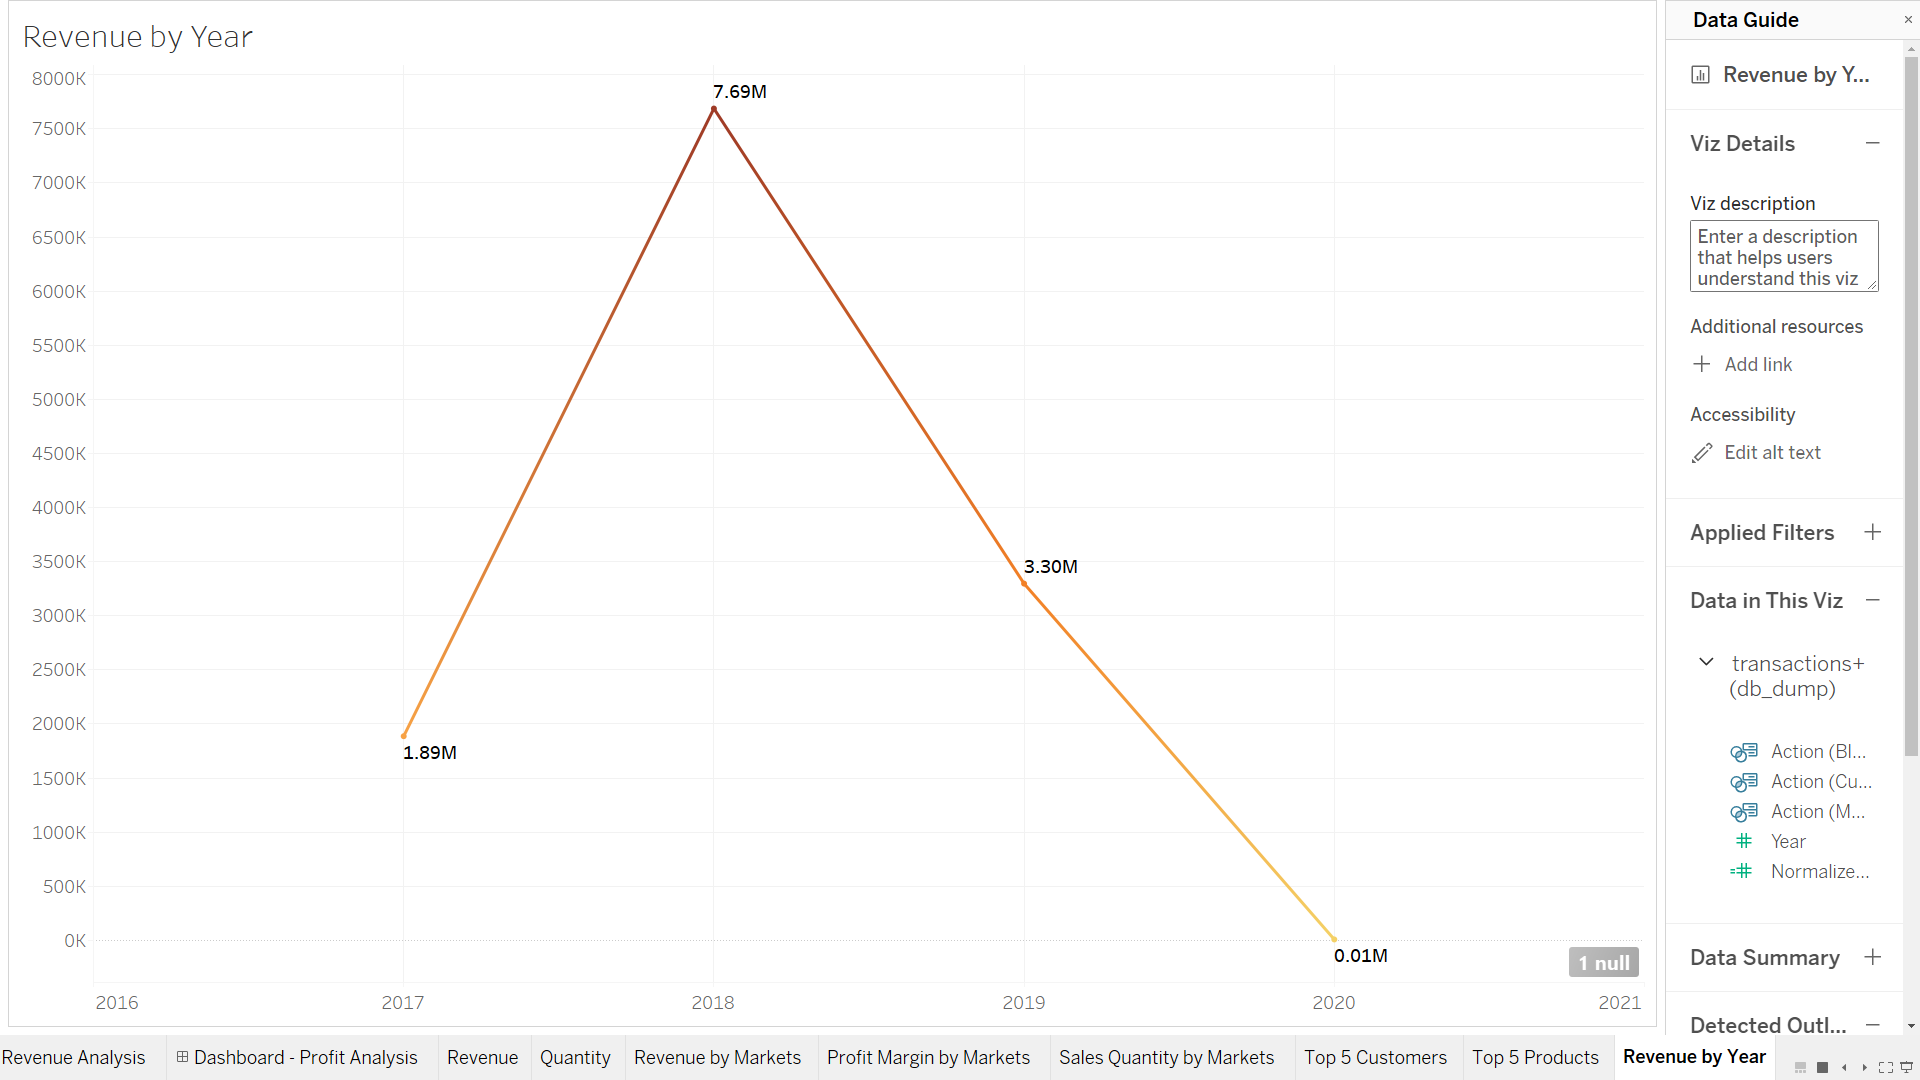 Revenue by Year
8000K
7500K
7000K
6500K
6000K
5500K
5000K
4500K
4000K
3500K
3000K
2500K
2000K
1500K
1000K
500K
0K
7.69M
3.30M
1.89M
0.01M
1 null
2016 2017 2018 2019 2020 2021
Data Guide
Revenue by Y...
Viz Details
Viz description
Enter a description
that helps users
understand this viz
Additional resources
Add link
Accessibility
Edit alt text
Applied Filters
Data in This Viz
transactions+
(db_dump)
Action (Bl...
Action (Cu...
Action (M...
Year
Normalize...
Data Summary
Detected Outl...
Revenue Analysis Dashboard - Profit Analysis Revenue Quantity Revenue by Markets Profit Margin by Markets Sales Quantity by Markets Top 5 Customers Top 5 Products Revenue by Year